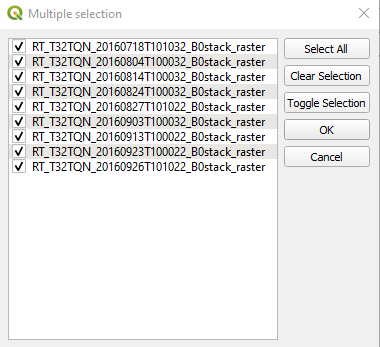 Multiple selection
RT_T32TQN_20160718T101032_B0stack_raster
RT_T32TQN_20160804T100032_B0stack_raster
RT_T32TQN_20160814T100032_B0stack_raster
RT_T32TQN_20160824T100032_B0stack_raster
RT_T32TQN_20160827T101022_B0stack_raster
RT_T32TQN_20160903T100032_B0stack_raster
RT_T32TQN_20160913T100022_B0stack_raster
RT_T32TQN_20160923T100022_B0stack_raster
RT_T32TQN_20160926T101022_B0stack_raster
Select All
Clear Selection
Toggle Selection
OK
Cancel